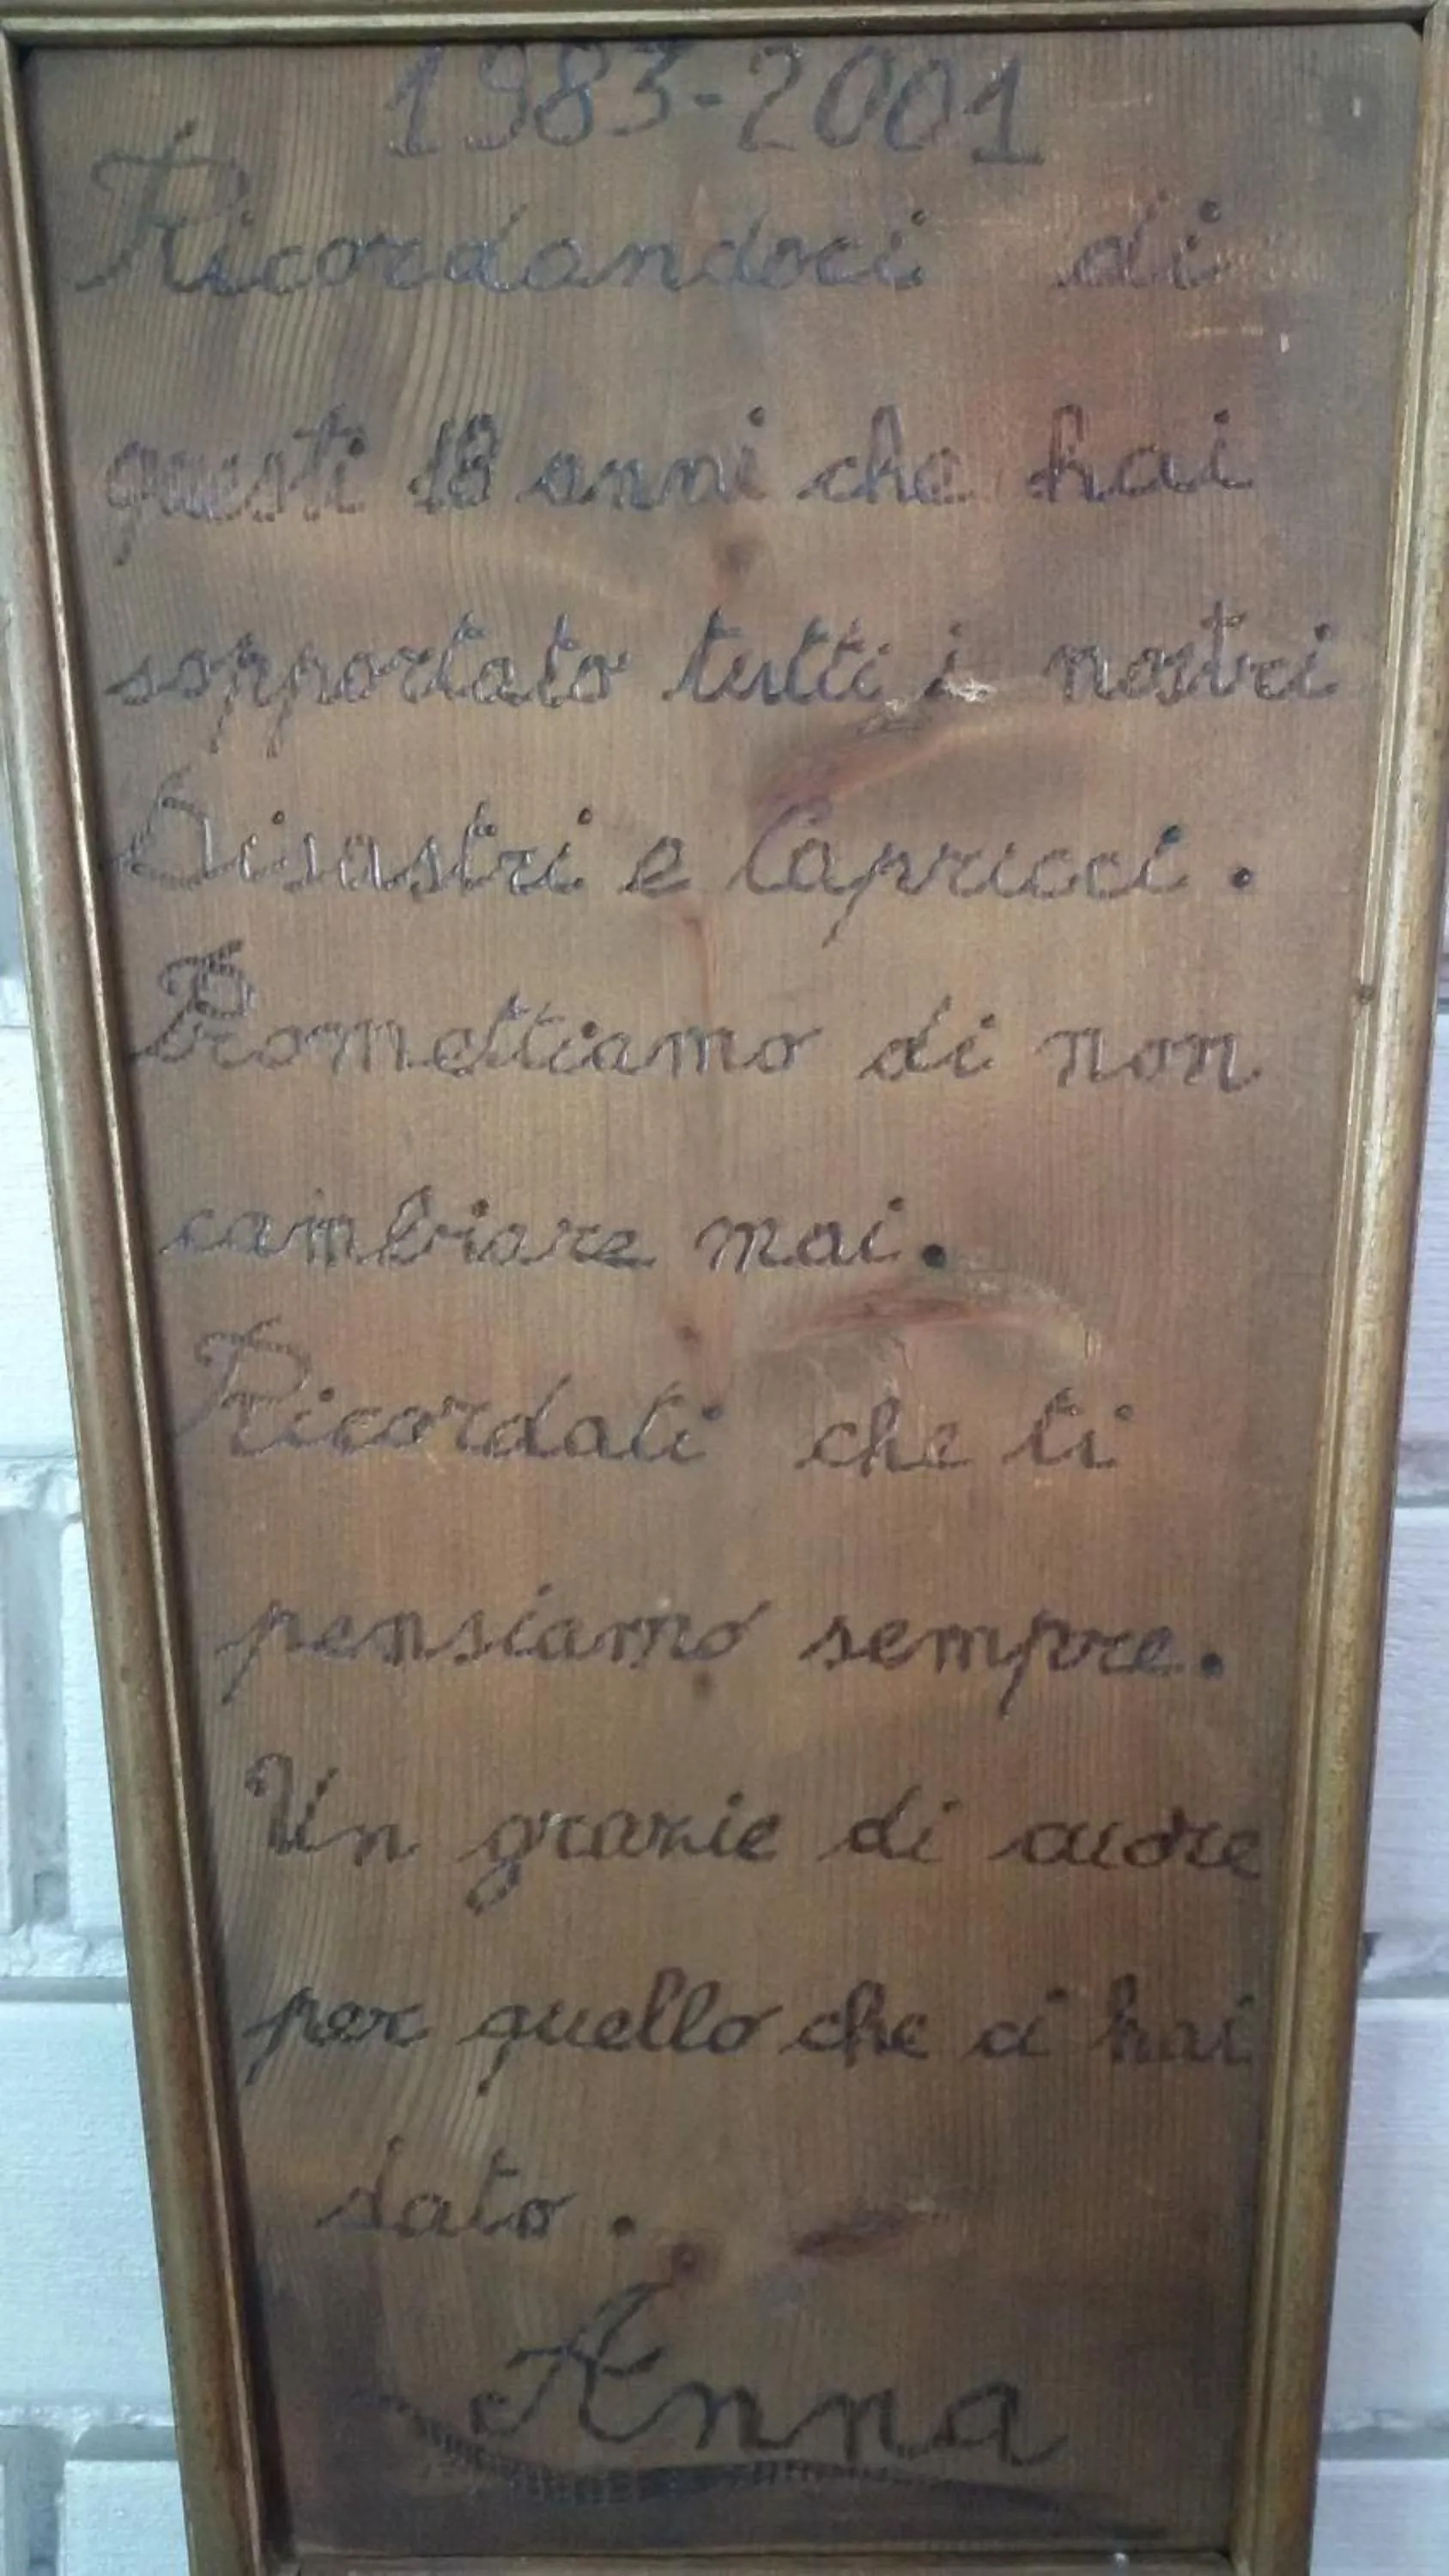 1983-2001
Ricordandoci di
questi 18 anni che hai
sopportato tutti i nostri
Disastri e Capricci.
Promettiamo di non
cambiare mai.
Ricordati che ti
pensiamo sempre.
Un grazie di cuore
per quello che ci hai
dato.
Anna